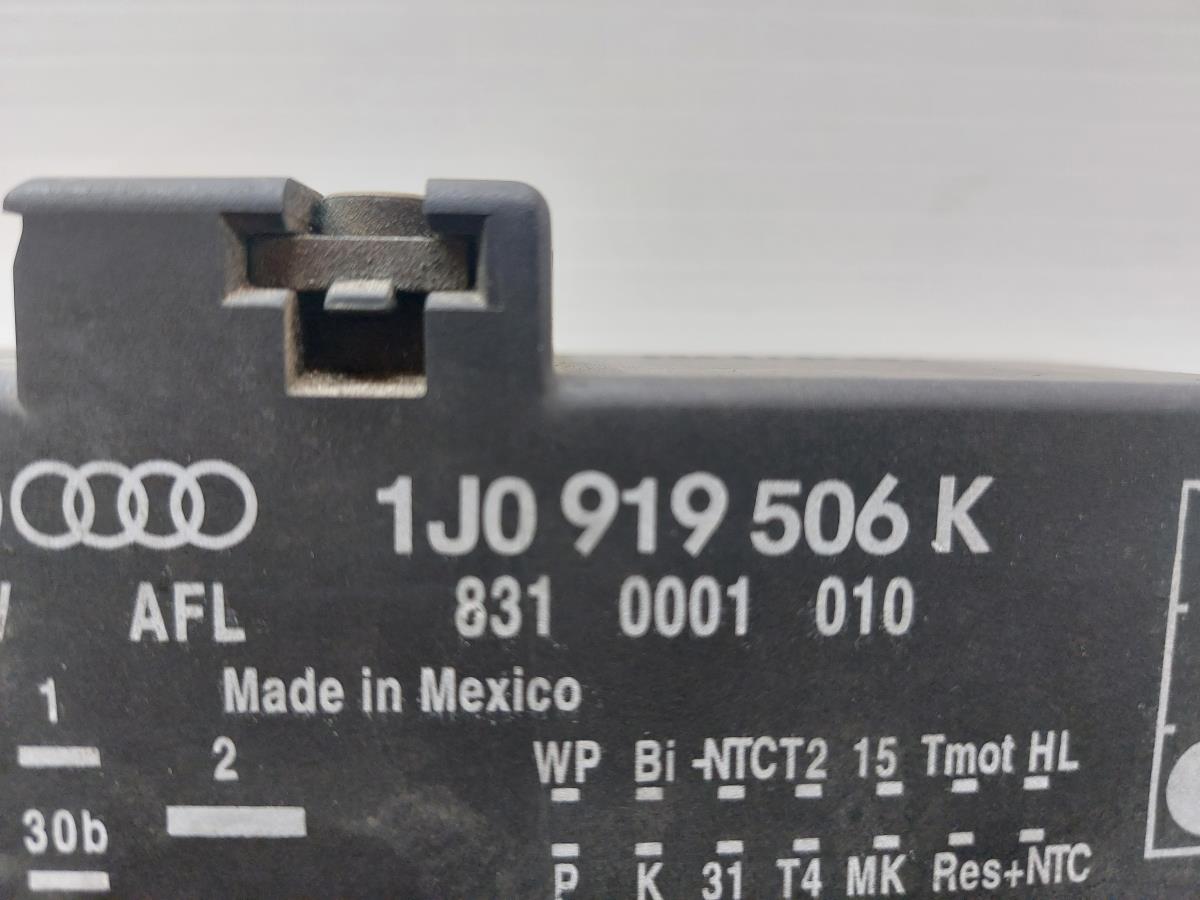 1J0 919 506 K
AFL 831 0001 010
Made in Mexico
1
2
WP Bi -NTC T2 15 Tmot HL
30b
P K 31 T4 MK Res +NTC